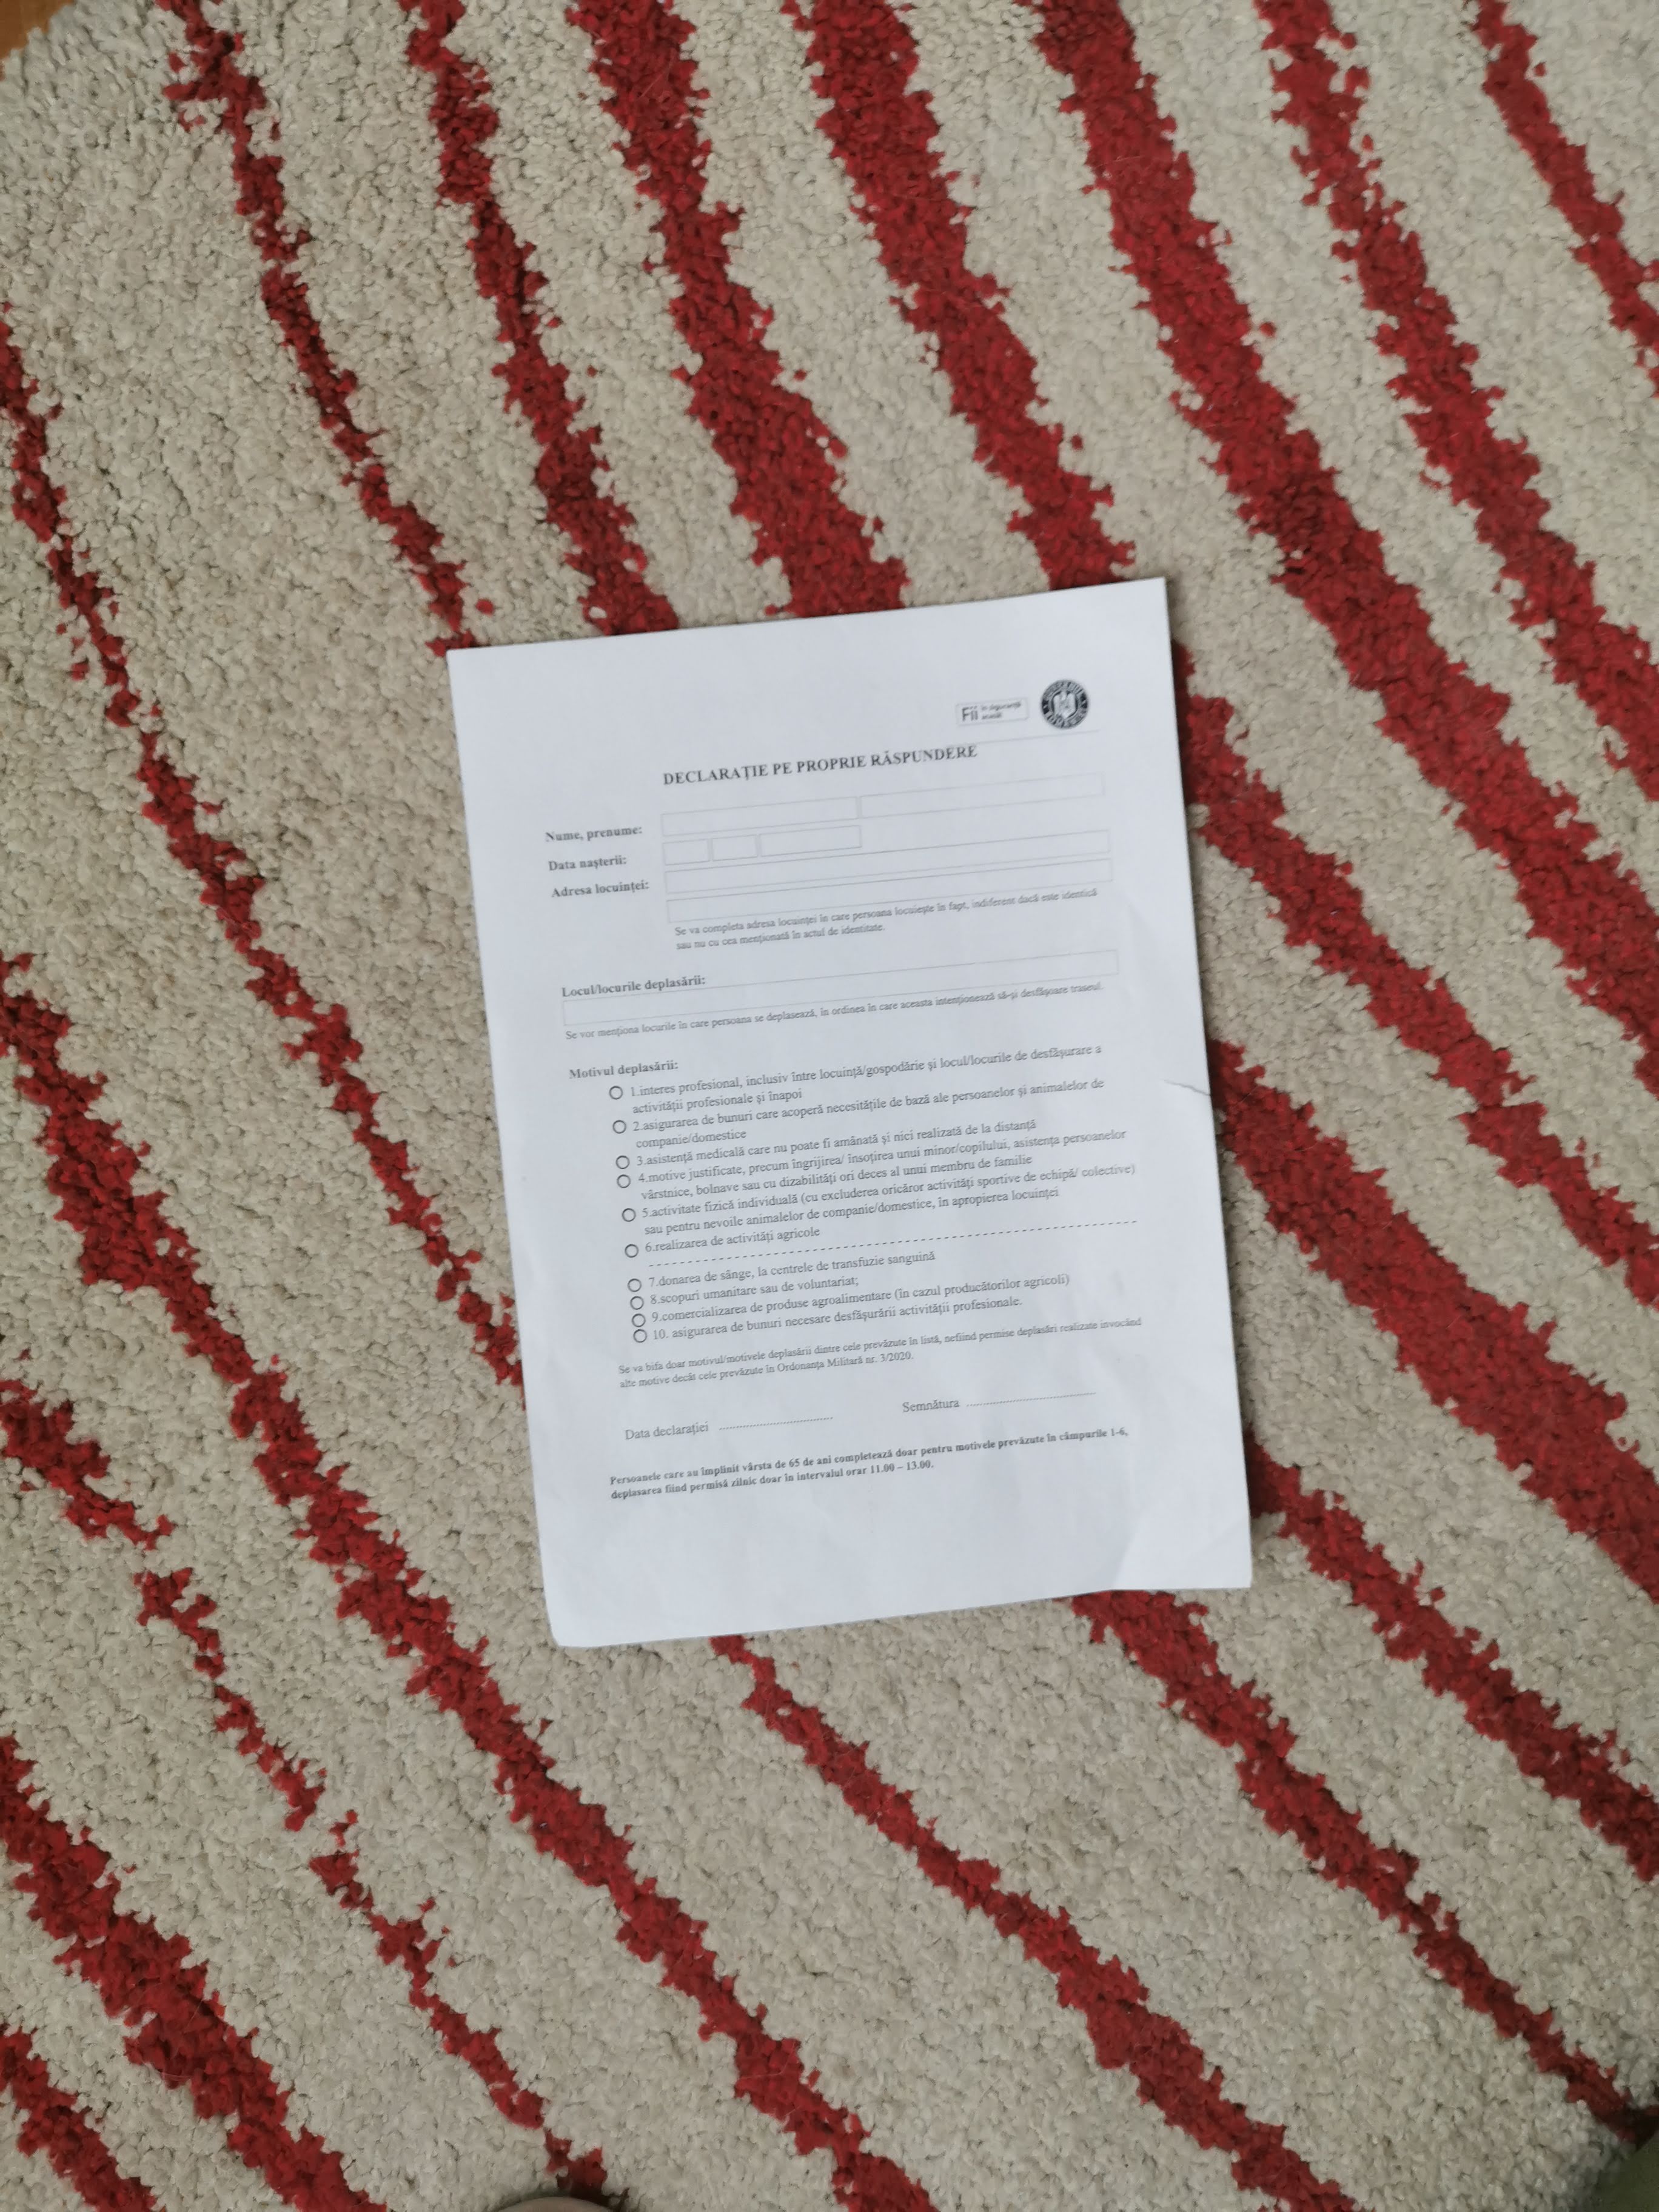 Fii în siguranță
acasă!
DECLARAȚIE PE PROPRIE RĂSPUNDERE
Nume, prenume:
Data nașterii:
Adresa locuinței:
Se va completa adresa locuinței în care persoana locuiește în fapt, indiferent dacă este identică
sau nu cu cea menționată în actul de identitate.
Locul/locurile deplasării:
Se vor menționa locurile în care persoana se deplasează, în ordinea în care aceasta intenționează să-și desfășoare traseul.
Motivul deplasării:
1.interes profesional, inclusiv între locuință/gospodărie și locul/locurile de desfășurare a
activității profesionale și înapoi
2.asigurarea de bunuri care acoperă necesitățile de bază ale persoanelor și animalelor de
companie/domestice
3.asistență medicală care nu poate fi amânată și nici realizată de la distanță
4.motive justificate, precum îngrijirea/ însoțirea unui minor/copilului, asistența persoanelor
vârstnice, bolnave sau cu dizabilități ori deces al unui membru de familie
5.activitate fizică individuală (cu excluderea oricăror activități sportive de echipă/ colective)
sau pentru nevoile animalelor de companie/domestice, în apropierea locuinței
6.realizarea de activități agricole
7.donarea de sânge, la centrele de transfuzie sanguină
8.scopuri umanitare sau de voluntariat;
9.comercializarea de produse agroalimentare (în cazul producătorilor agricoli)
10. asigurarea de bunuri necesare desfășurării activității profesionale.
Se va bifa doar motivul/motivele deplasării dintre cele prevăzute în listă, nefiind permise deplasări realizate invocând
alte motive decât cele prevăzute în Ordonanța Militară nr. 3/2020.
Data declarației ................................ Semnătura ....................................
Persoanele care au împlinit vârsta de 65 de ani completează doar pentru motivele prevăzute în câmpurile 1-6,
deplasarea fiind permisă zilnic doar în intervalul orar 11.00 – 13.00.